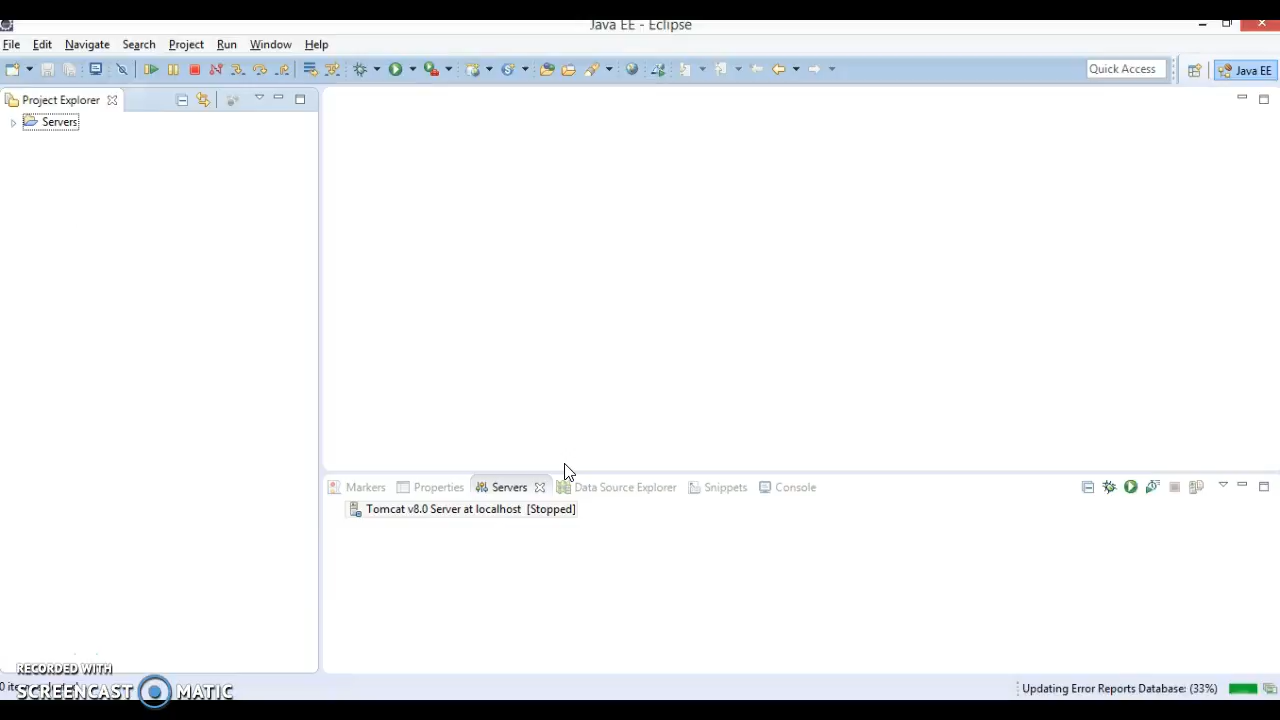 Java EE - Eclipse
File Edit Navigate Search Project Run Window Help
Quick Access
Java EE
Project Explorer
Servers
Markers Properties Servers Data Source Explorer Snippets Console
Tomcat v8.0 Server at localhost [Stopped]
RECORDED WITH
SCREENCAST MATIC
Updating Error Reports Database: (33%)